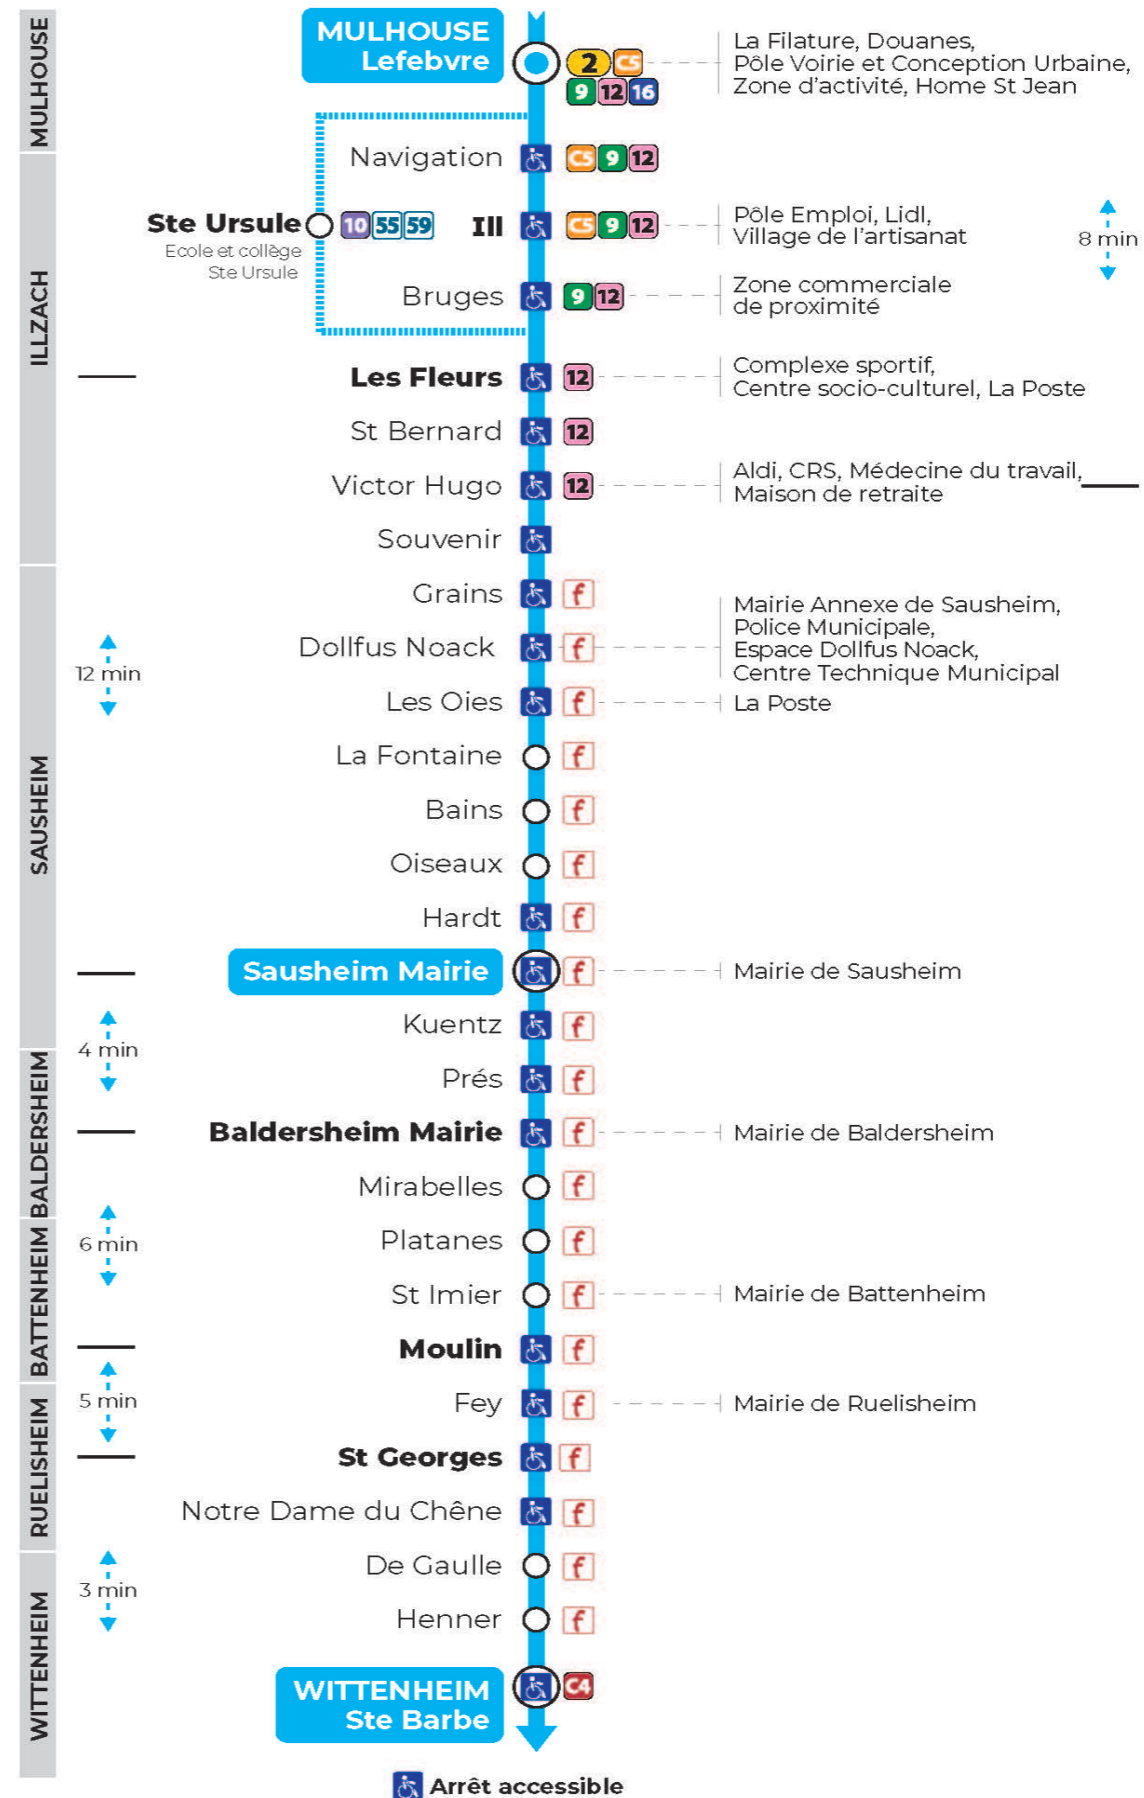 MULHOUSE
MULHOUSE
Lefebvre
2 C5
9 12 16
La Filature, Douanes,
Pôle Voirie et Conception Urbaine,
Zone d'activité, Home St Jean
ILLZACH
Navigation C5 9 12
Ste Ursule 10 55 59
Ecole et collège
Ste Ursule
Ill C5 9 12
Pôle Emploi, Lidl,
Village de l'artisanat
8 min
Bruges 9 12
Zone commerciale
de proximité
Les Fleurs 12
Complexe sportif,
Centre socio-culturel, La Poste
St Bernard 12
Victor Hugo 12
Aldi, CRS, Médecine du travail,
Maison de retraite
Souvenir
SAUSHEIM
Grains f
12 min
Dollfus Noack f
Mairie Annexe de Sausheim,
Police Municipale,
Espace Dollfus Noack,
Centre Technique Municipal
Les Oies f
La Poste
La Fontaine f
Bains f
Oiseaux f
Hardt f
Sausheim Mairie f
Mairie de Sausheim
Kuentz f
4 min
BALDERSHEIM
Prés f
Baldersheim Mairie f
Mairie de Baldersheim
Mirabelles f
BATTENHEIM
6 min
Platanes f
St Imier f
Mairie de Battenheim
Moulin f
RUELISHEIM
5 min
Fey f
Mairie de Ruelisheim
St Georges f
Notre Dame du Chêne f
WITTENHEIM
De Gaulle f
3 min
Henner f
WITTENHEIM
Ste Barbe
C4
Arrêt accessible